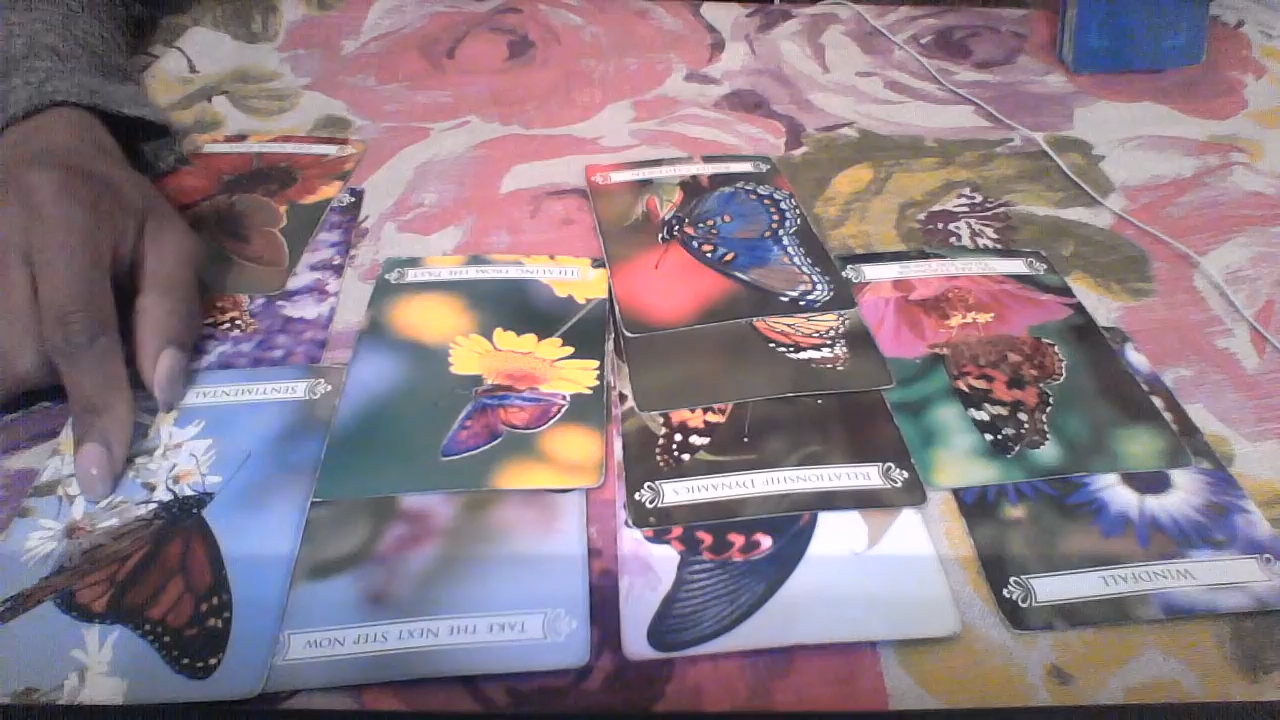 HEALING FROM THE PAST
SENTIMENTAL
RELATIONSHIP DYNAMICS
WINDFALL
TAKE THE NEXT STEP NOW